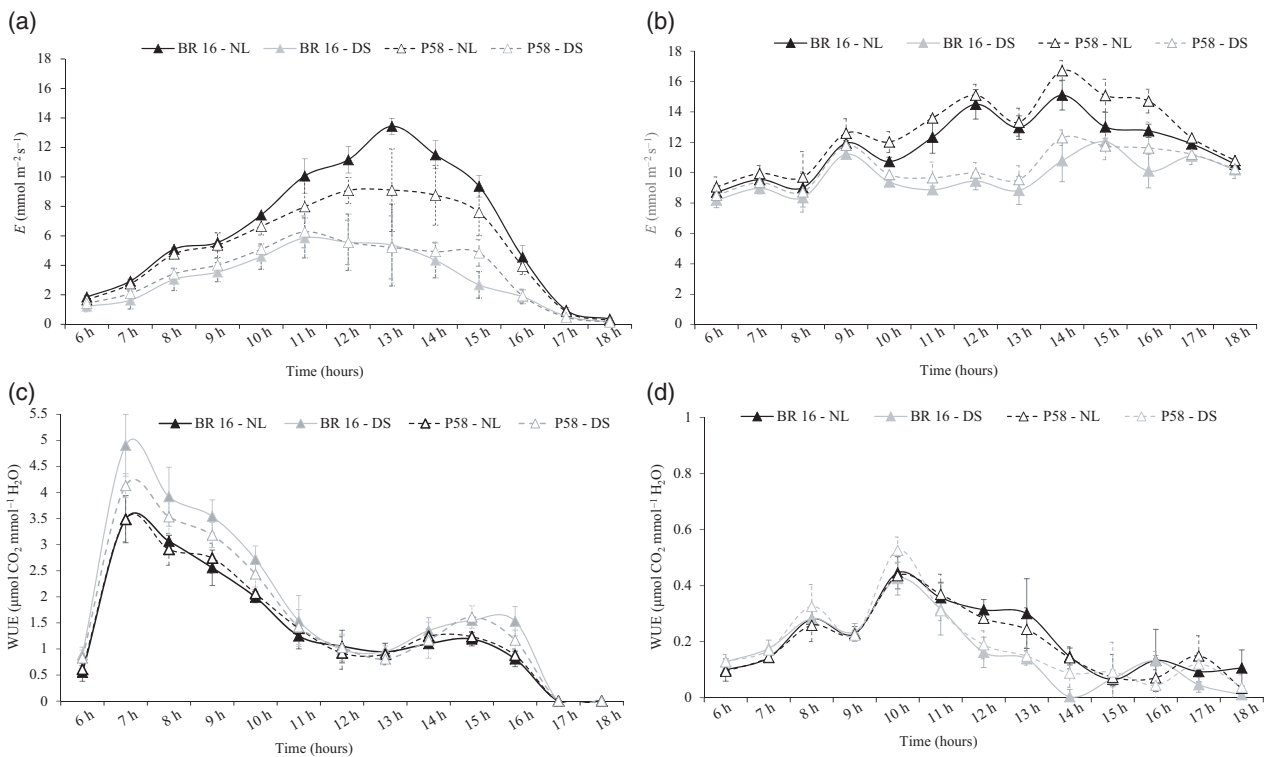 (a)
BR 16 - NL BR 16 - DS P58 - NL P58 - DS
18
16
14
12
10
8
6
4
2
0
E (mmol m⁻² s⁻¹)
6 h 7 h 8 h 9 h 10 h 11 h 12 h 13 h 14 h 15 h 16 h 17 h 18 h
Time (hours)
(b)
BR 16 - NL BR 16 - DS P58 - NL P58 - DS
18
16
14
12
10
8
6
4
2
0
E (mmol m⁻² s⁻¹)
6 h 7 h 8 h 9 h 10 h 11 h 12 h 13 h 14 h 15 h 16 h 17 h 18 h
Time (hours)
(c)
BR 16 - NL BR 16 - DS P58 - NL P58 - DS
5.5
5
4.5
4
3.5
3
2.5
2
1.5
1
0.5
0
WUE (µmol CO₂ mmol⁻¹ H₂O)
6 h 7 h 8 h 9 h 10 h 11 h 12 h 13 h 14 h 15 h 16 h 17 h 18 h
Time (hours)
(d)
BR 16 - NL BR 16 - DS P58 - NL P58 - DS
1
0.8
0.6
0.4
0.2
0
WUE (µmol CO₂ mmol⁻¹ H₂O)
6 h 7 h 8 h 9 h 10 h 11 h 12 h 13 h 14 h 15 h 16 h 17 h 18 h
Time (hours)